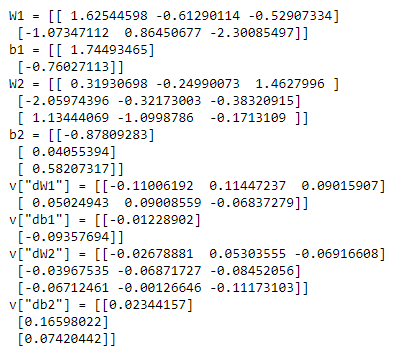 W1 = [[ 1.62544598 -0.61290114 -0.52907334]
[-1.07347112 0.86450677 -2.30085497]]
b1 = [[ 1.74493465]
[-0.76027113]]
W2 = [[ 0.31930698 -0.24990073 1.4627996 ]
[-2.05974396 -0.32173003 -0.38320915]
[ 1.13444069 -1.0998786 -0.1713109 ]]
b2 = [[-0.87809283]
[ 0.04055394]
[ 0.58207317]]
v["dW1"] = [[-0.11006192 0.11447237 0.09015907]
[ 0.05024943 0.09008559 -0.06837279]]
v["db1"] = [[-0.01228902]
[-0.09357694]]
v["dW2"] = [[-0.02678881 0.05303555 -0.06916608]
[-0.03967535 -0.06871727 -0.08452056]
[-0.06712461 -0.00126646 -0.11173103]]
v["db2"] = [[0.02344157]
[0.16598022]
[0.07420442]]